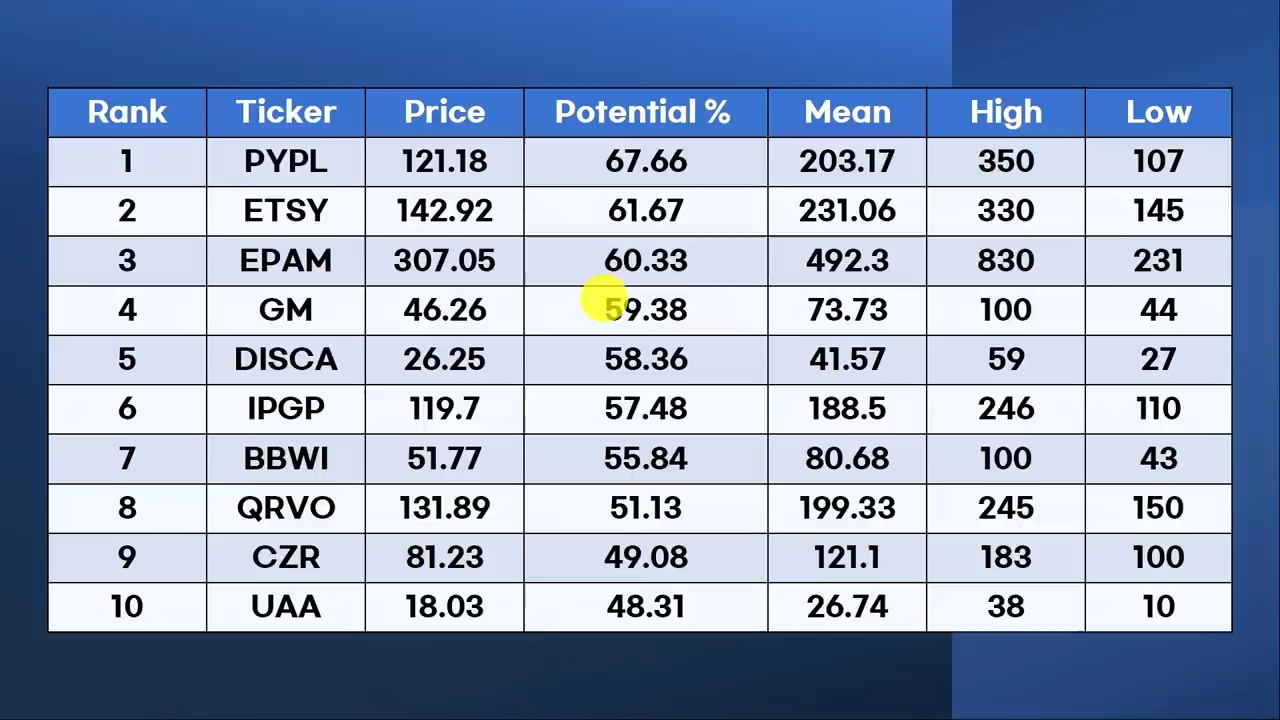 Rank Ticker Price Potential % Mean High Low
1 PYPL 121.18 67.66 203.17 350 107
2 ETSY 142.92 61.67 231.06 330 145
3 EPAM 307.05 60.33 492.3 830 231
4 GM 46.26 59.38 73.73 100 44
5 DISCA 26.25 58.36 41.57 59 27
6 IPGP 119.7 57.48 188.5 246 110
7 BBWI 51.77 55.84 80.68 100 43
8 QRVO 131.89 51.13 199.33 245 150
9 CZR 81.23 49.08 121.1 183 100
10 UAA 18.03 48.31 26.74 38 10